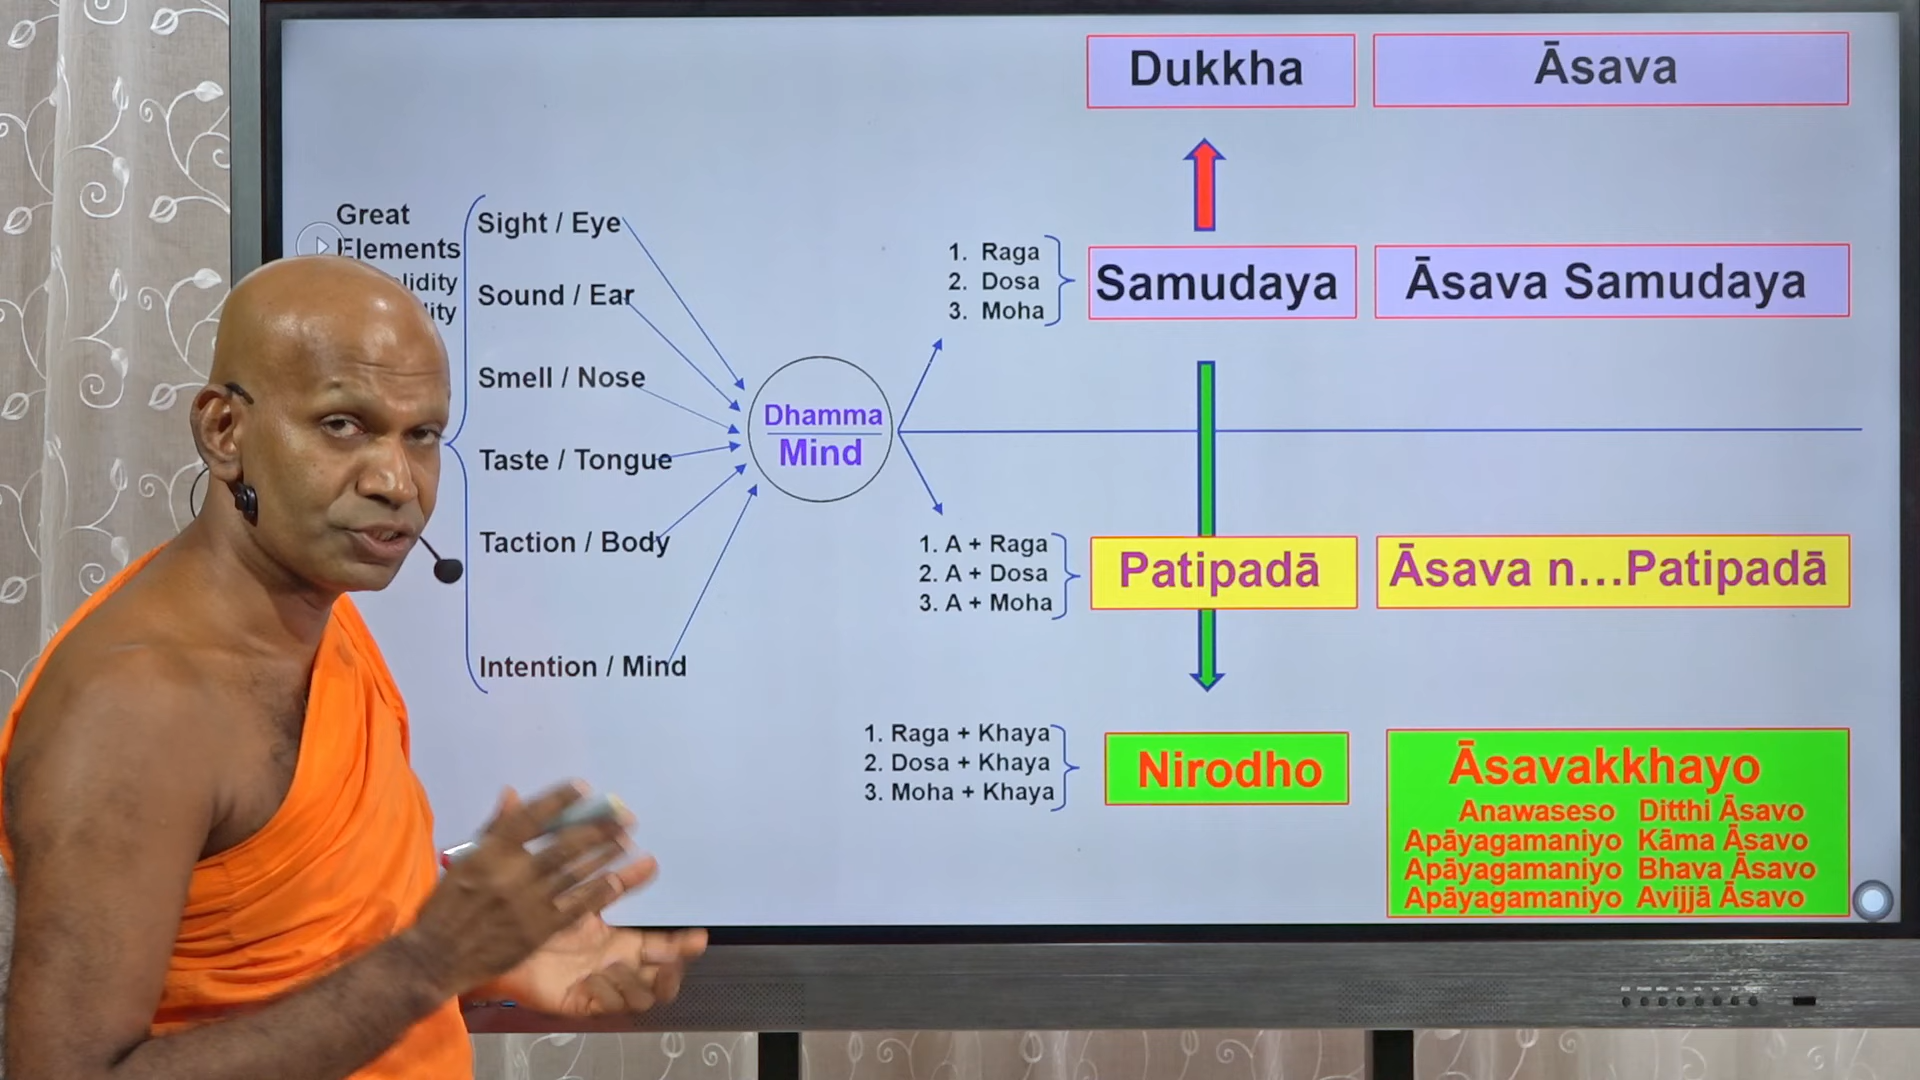 Dukkha
Āsava
Great
Elements
Sight / Eye
Sound / Ear
Smell / Nose
Taste / Tongue
Taction / Body
Intention / Mind
Dhamma
Mind
1. Raga
2. Dosa
3. Moha
Samudaya
Āsava Samudaya
1. A + Raga
2. A + Dosa
3. A + Moha
Patipadā
Āsava n...Patipadā
1. Raga + Khaya
2. Dosa + Khaya
3. Moha + Khaya
Nirodho
Āsavakkhayo
Anawaseso Ditthi Āsavo
Apāyagamaniyo Kāma Āsavo
Apāyagamaniyo Bhava Āsavo
Apāyagamaniyo Avijjā Āsavo